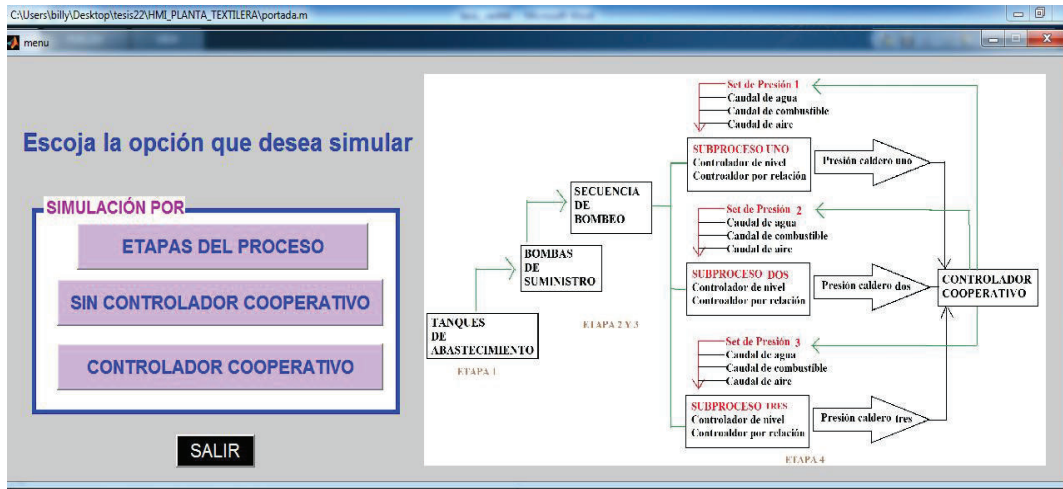 C:\Users\billy\Desktop\tesis22\HMI_PLANTA_TEXTILERA\portada.m
menu
Escoja la opción que desea simular
SIMULACIÓN POR
ETAPAS DEL PROCESO
SIN CONTROLADOR COOPERATIVO
CONTROLADOR COOPERATIVO
SALIR
TANQUES
DE
ABASTECIMIENTO
ETAPA 1
BOMBAS
DE
SUMINISTRO
SECUENCIA
DE
BOMBEO
ETAPA 2 Y 3
Set de Presión 1
Caudal de agua
Caudal de combustible
Caudal de aire
SUBPROCESO UNO
Controlador de nivel
Controaldor por relación
Presión caldero uno
Set de Presión 2
Caudal de agua
Caudal de combustible
Caudal de aire
SUBPROCESO DOS
Controlador de nivel
Controaldor por relación
Presión caldero dos
Set de Presión 3
Caudal de agua
Caudal de combustible
Caudal de aire
SUBPROCESO TRES
Controlador de nivel
Controaldor por relación
Presión caldero tres
ETAPA 4
CONTROLADOR
COOPERATIVO